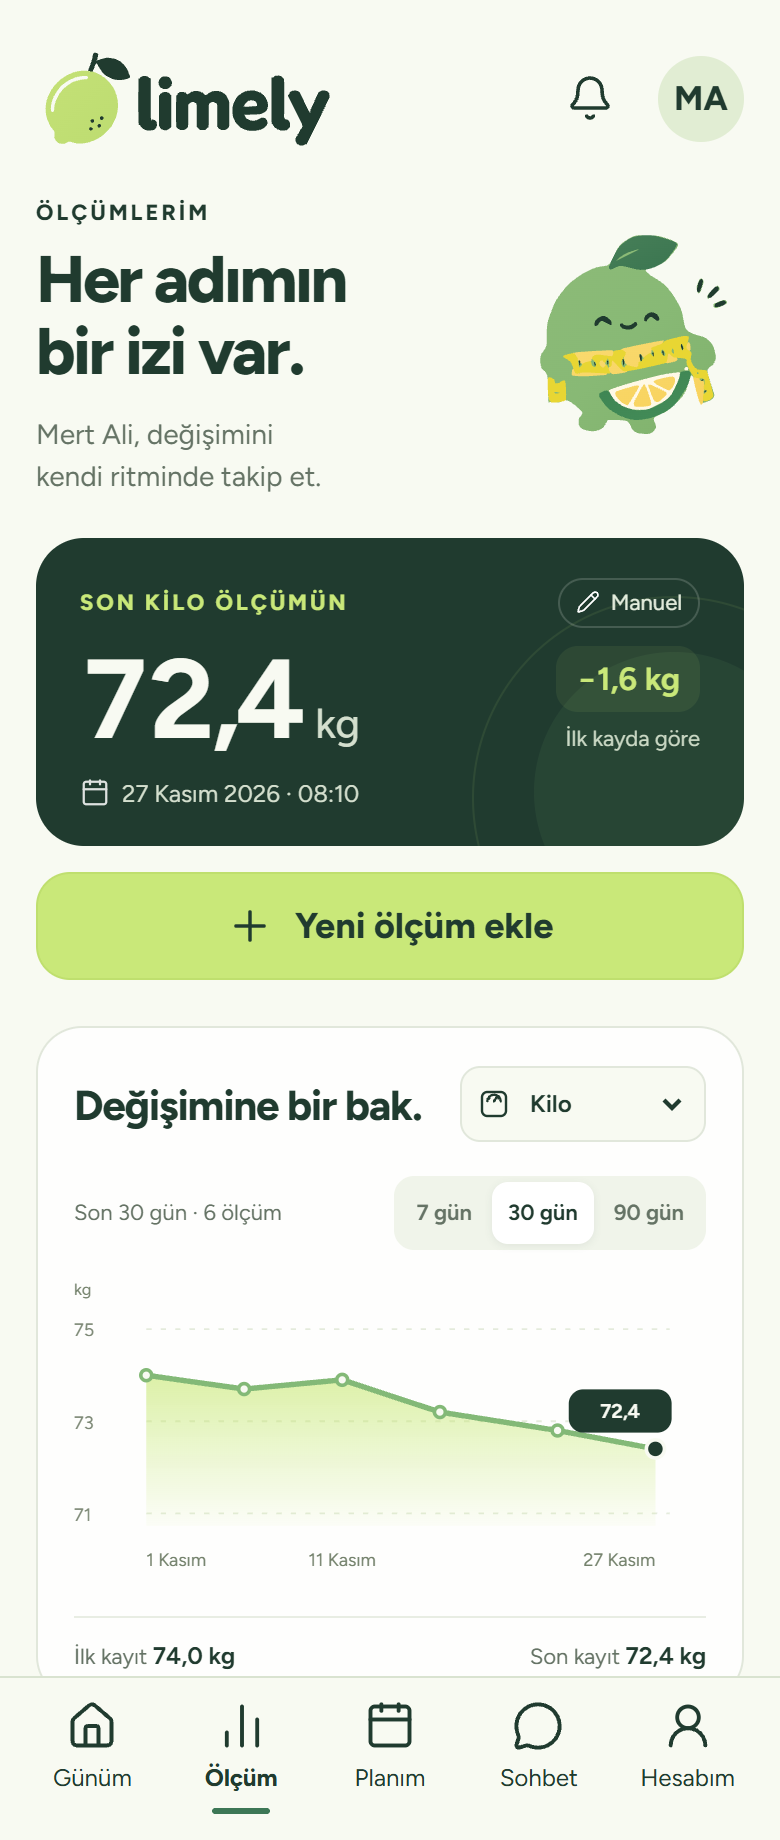 limely
MA
ÖLÇÜMLERİM
Her adımın
bir izi var.
Mert Ali, değişimini
kendi ritminde takip et.
SON KİLO ÖLÇÜMÜN
Manuel
72,4 kg
−1,6 kg
İlk kayda göre
27 Kasım 2026 · 08:10
Yeni ölçüm ekle
Değişimine bir bak.
Kilo
Son 30 gün · 6 ölçüm
7 gün
30 gün
90 gün
kg
75
73
71
72,4
1 Kasım
11 Kasım
27 Kasım
İlk kayıt 74,0 kg
Son kayıt 72,4 kg
Günüm
Ölçüm
Planım
Sohbet
Hesabım